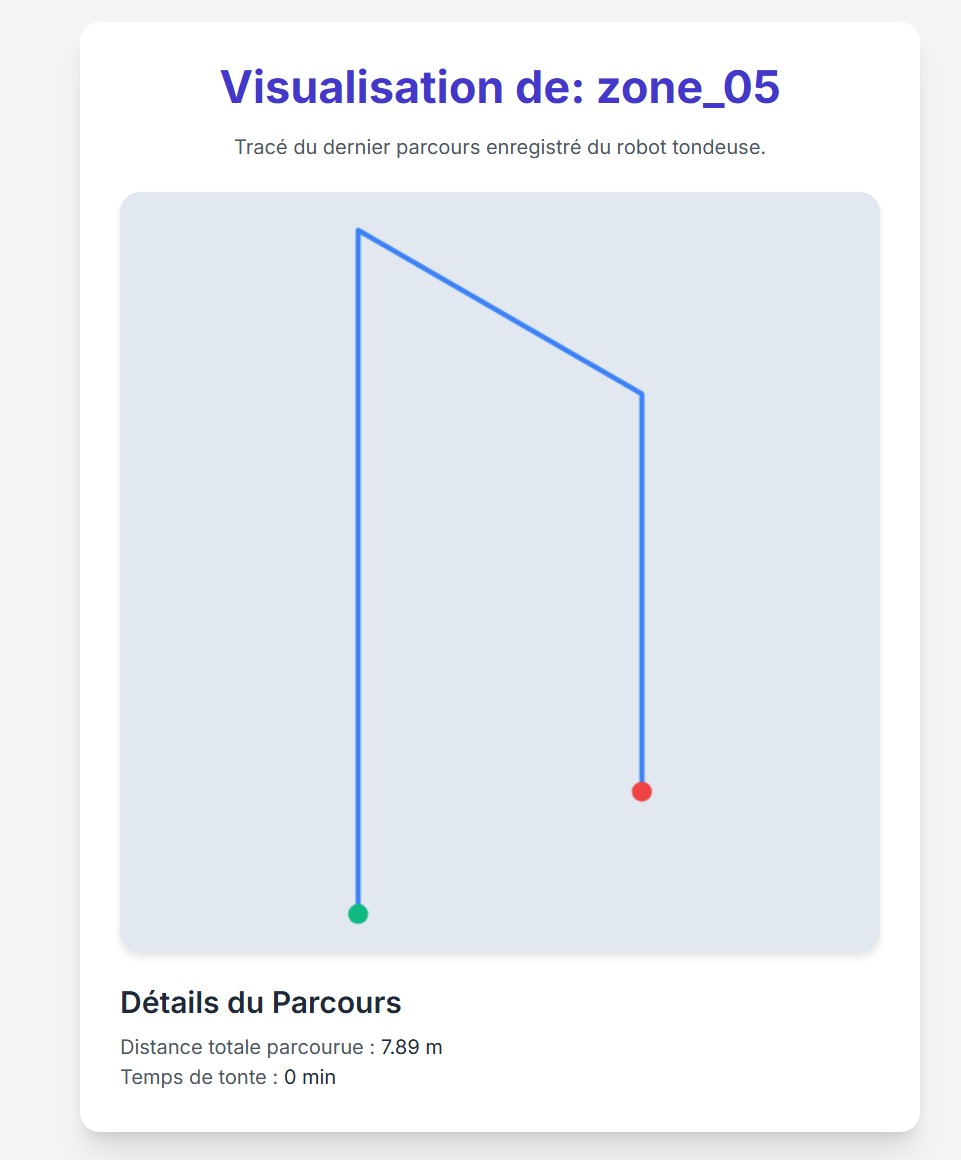 Visualisation de: zone_05
Tracé du dernier parcours enregistré du robot tondeuse.
Détails du Parcours
Distance totale parcourue : 7.89 m
Temps de tonte : 0 min